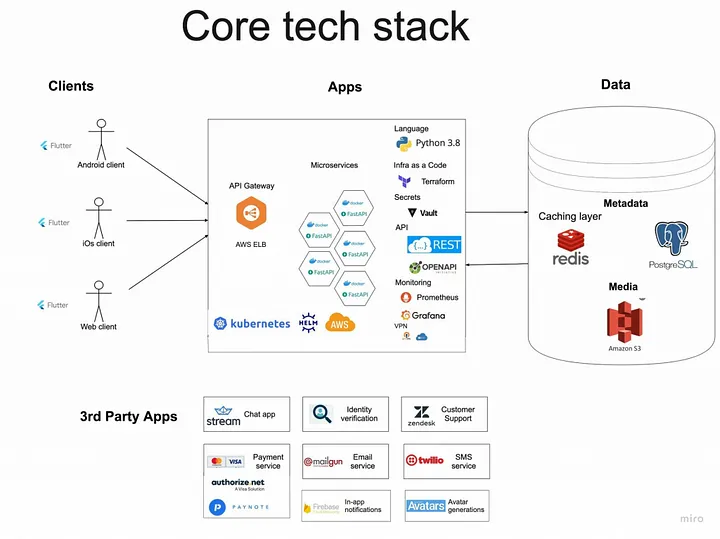 Core tech stack
Clients
Apps
Data
Flutter
Android client
Flutter
iOs client
Flutter
Web client
API Gateway
AWS ELB
Microservices
docker
FastAPI
docker
FastAPI
docker
FastAPI
docker
FastAPI
docker
FastAPI
kubernetes
HELM
AWS
Language
Python 3.8
Infra as a Code
Terraform
Secrets
Vault
API
{...} REST
OPENAPI
INITIATIVE
Monitoring
Prometheus
Grafana
VPN
Metadata
Caching layer
redis
PostgreSQL
Media
Amazon S3
3rd Party Apps
stream
Chat app
Identity
verification
zendesk
Customer
Support
VISA
Payment
service
authorize.net
A Visa Solution
P PAYNOTE
@mailgun
Email
service
twilio
SMS
service
Firebase
In-app
notifications
Avatars
Avatar
generations
miro